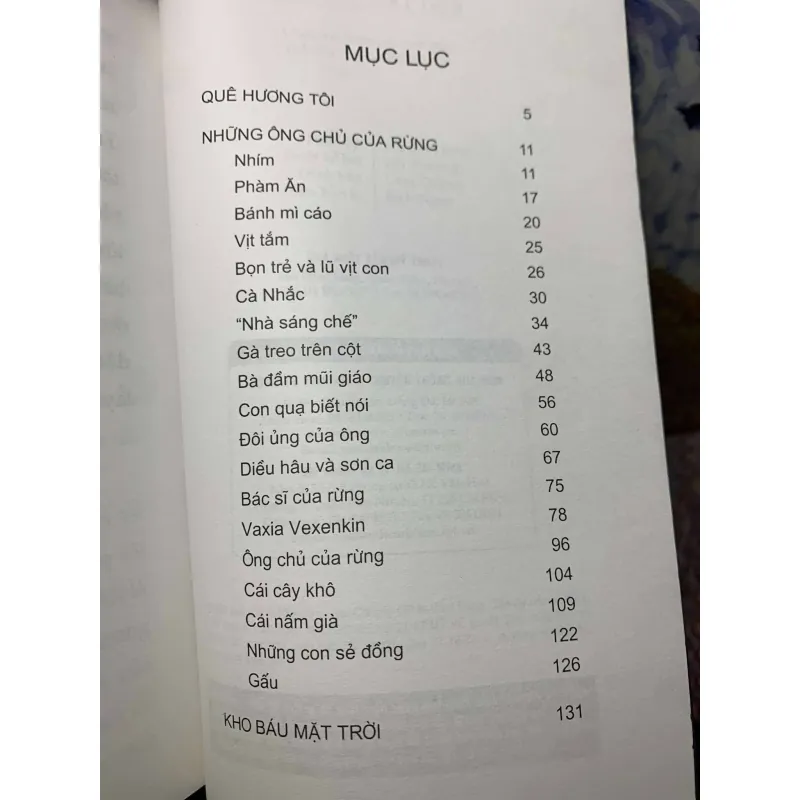 MỤC LỤC
QUÊ HƯƠNG TÔI 5
NHỮNG ÔNG CHỦ CỦA RỪNG 11
Nhím 11
Phàm Ăn 17
Bánh mì cáo 20
Vịt tắm 25
Bọn trẻ và lũ vịt con 26
Cà Nhắc 30
“Nhà sáng chế” 34
Gà treo trên cột 43
Bà đẩm mũi giáo 48
Con quạ biết nói 56
Đôi ủng của ông 60
Diều hâu và sơn ca 67
Bác sĩ của rừng 75
Vaxia Vexenkin 78
Ông chủ của rừng 96
Cái cây khô 104
Cái nấm già 109
Những con sẻ đồng 122
Gấu 126
KHO BÁU MẶT TRỜI 131